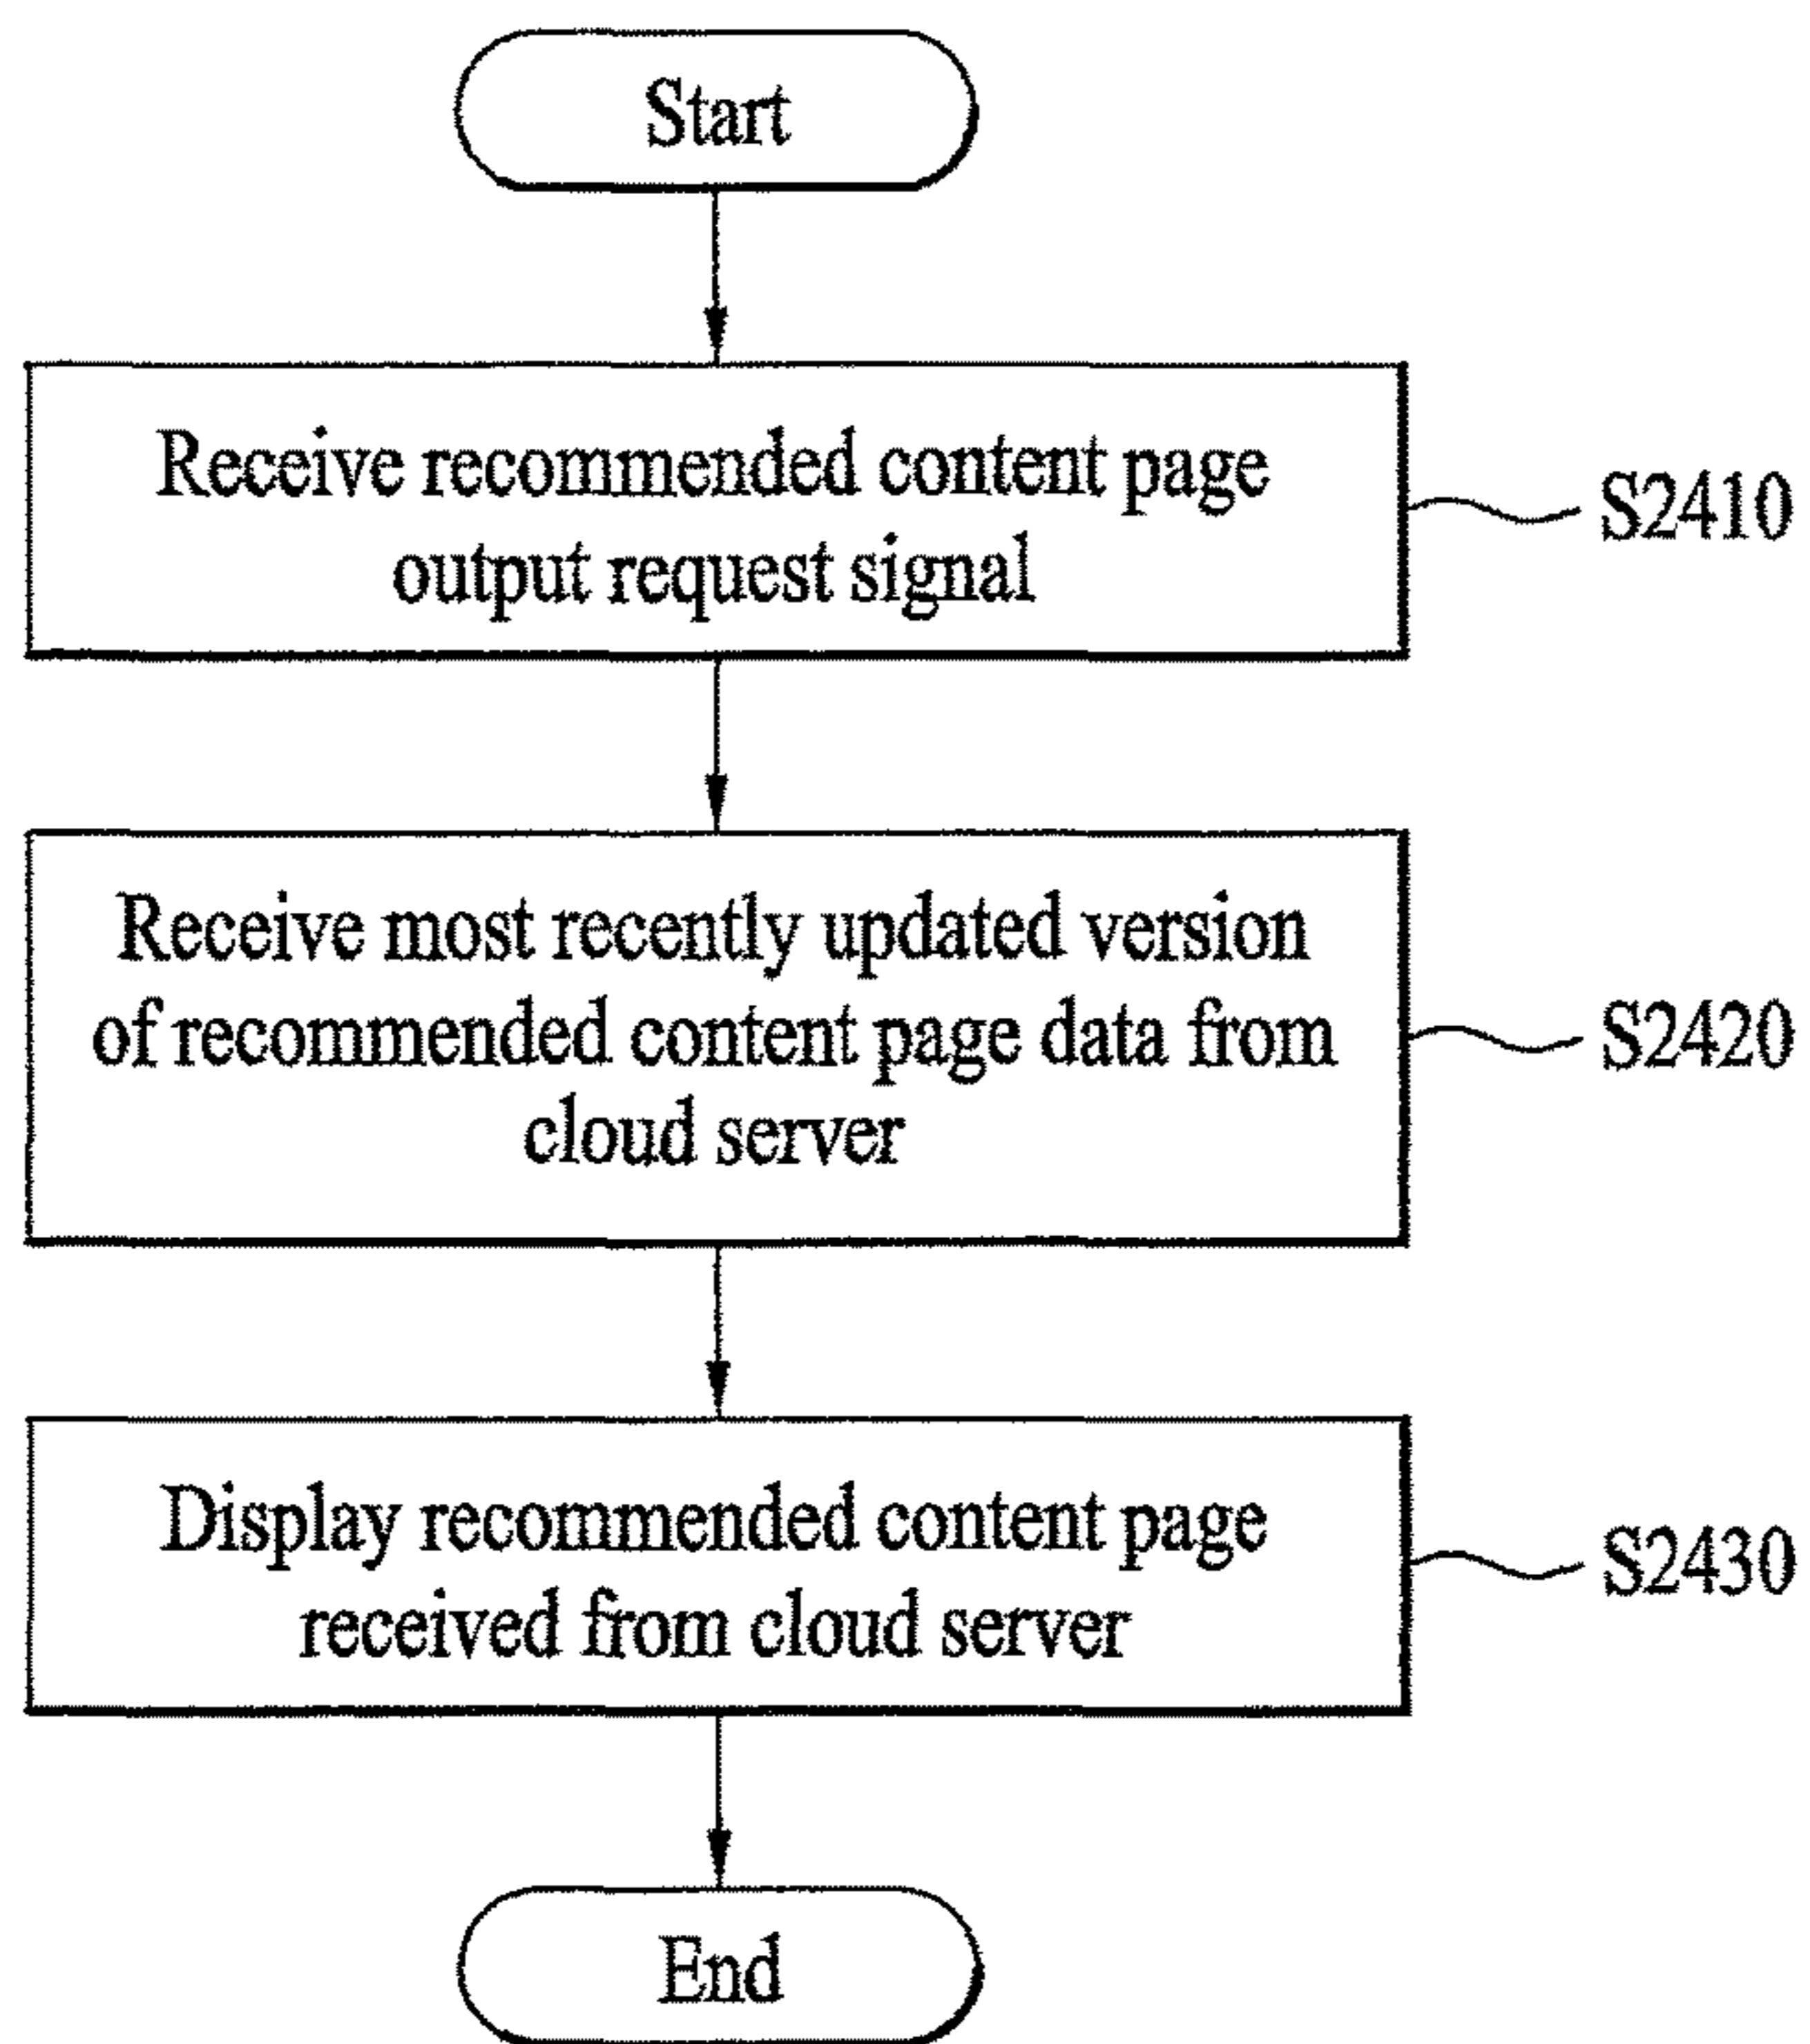 Start
Receive recommended content page
output request signal
S2410
Receive most recently updated version
of recommended content page data from
cloud server
S2420
Display recommended content page
received from cloud server
S2430
End